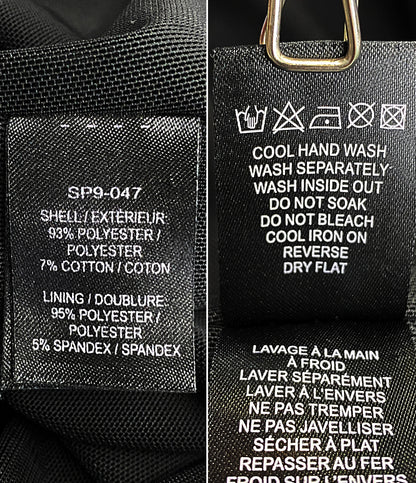 SP9-047
SHELL / EXTÉRIEUR:
93% POLYESTER /
POLYESTER
7% COTTON / COTON
LINING / DOUBLURE:
95% POLYESTER /
POLYESTER
5% SPANDEX / SPANDEX
COOL HAND WASH
WASH SEPARATELY
WASH INSIDE OUT
DO NOT SOAK
DO NOT BLEACH
COOL IRON ON
REVERSE
DRY FLAT
LAVAGE À LA MAIN
À FROID
LAVER SÉPARÉMENT
LAVER À L'ENVERS
NE PAS TREMPER
NE PAS JAVELLISER
SÉCHER À PLAT
REPASSER AU FER
FROID SUR L'ENVERS